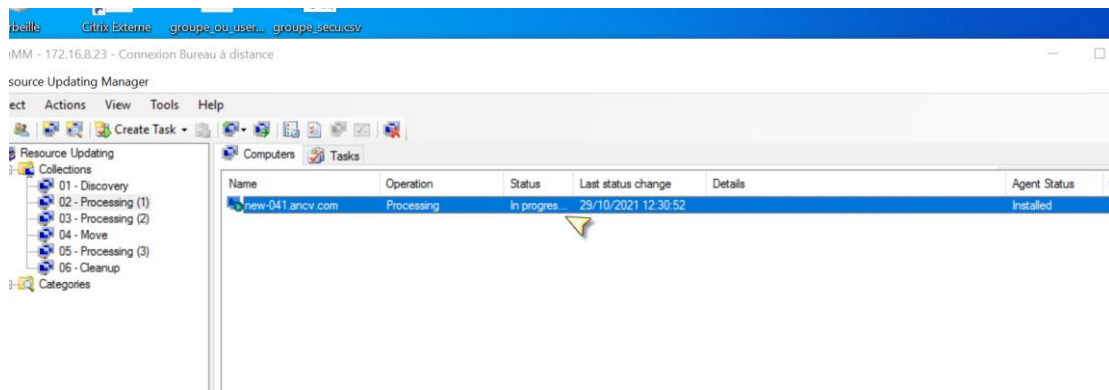 rbeille Citrix Externe groupe_ou_user... groupe_secu.csv
MM - 172.16.8.23 - Connexion Bureau à distance
source Updating Manager
ect Actions View Tools Help
Create Task
Resource Updating
Collections
01 - Discovery
02 - Processing (1)
03 - Processing (2)
04 - Move
05 - Processing (3)
06 - Cleanup
Categories
Computers Tasks
Name Operation Status Last status change Details Agent Status
new-041.ancv.com Processing In progres... 29/10/2021 12:30:52 Installed